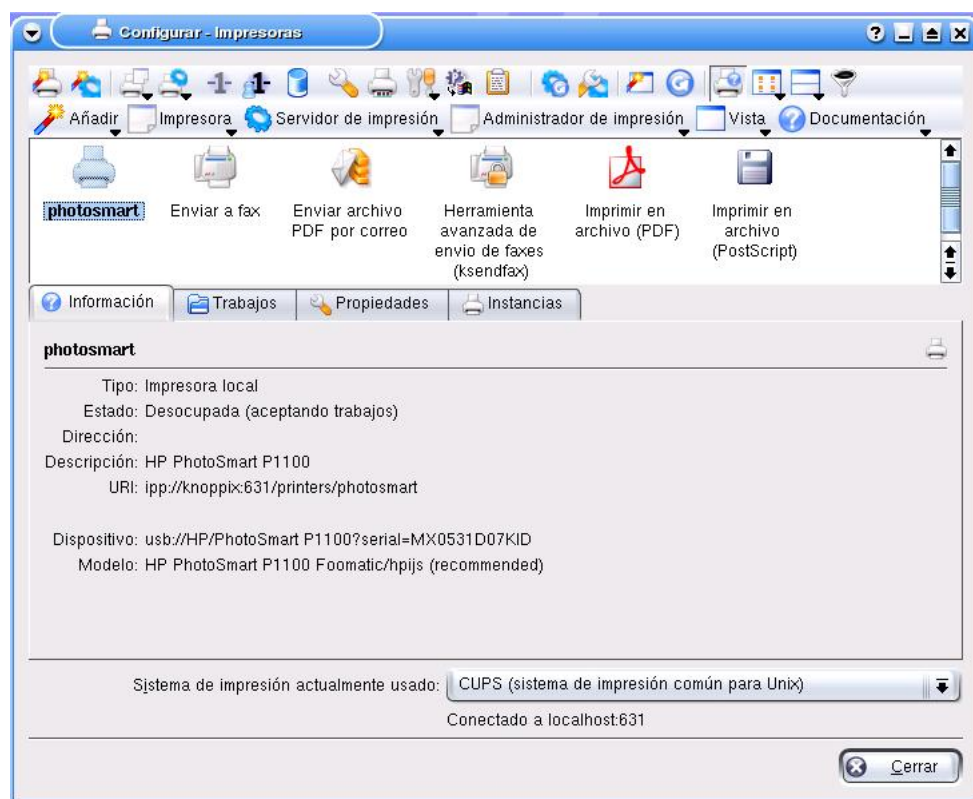 Configurar - Impresoras
Añadir Impresora Servidor de impresión Administrador de impresión Vista Documentación
photosmart
Enviar a fax
Enviar archivo
PDF por correo
Herramienta
avanzada de
envio de faxes
(ksendfax)
Imprimir en
archivo (PDF)
Imprimir en
archivo
(PostScript)
Información Trabajos Propiedades Instancias
photosmart
Tipo: Impresora local
Estado: Desocupada (aceptando trabajos)
Dirección:
Descripción: HP PhotoSmart P1100
URI: ipp://knoppix:631/printers/photosmart
Dispositivo: usb://HP/PhotoSmart P1100?serial=MX0531D07KID
Modelo: HP PhotoSmart P1100 Foomatic/hpijs (recommended)
Sistema de impresión actualmente usado: CUPS (sistema de impresión común para Unix)
Conectado a localhost:631
Cerrar